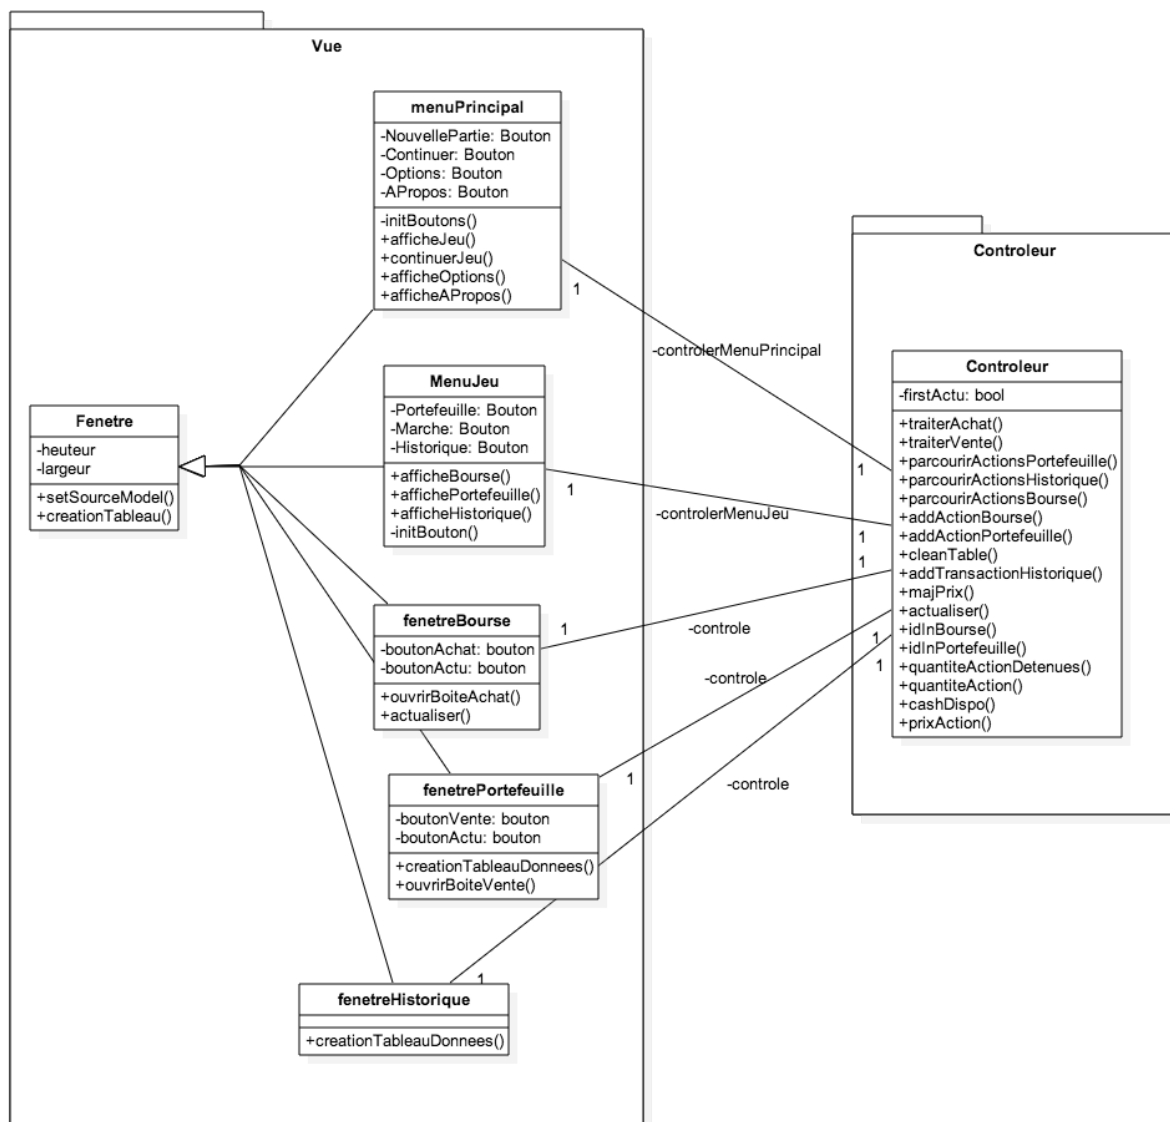 Vue
menuPrincipal
-NouvellePartie: Bouton
-Continuer: Bouton
-Options: Bouton
-APropos: Bouton
-initBoutons()
+afficheJeu()
+continuerJeu()
+afficheOptions()
+afficheAPropos()
1
-controlerMenuPrincipal
1
MenuJeu
-Portefeuille: Bouton
-Marche: Bouton
-Historique: Bouton
+afficheBourse()
+affichePortefeuille()
+afficheHistorique()
-initBouton()
1
-controlerMenuJeu
1
Fenetre
-heuteur
-largeur
+setSourceModel()
+creationTableau()
fenetreBourse
-boutonAchat: bouton
-boutonActu: bouton
+ouvrirBoiteAchat()
+actualiser()
1
-controle
1
fenetrePortefeuille
-boutonVente: bouton
-boutonActu: bouton
+creationTableauDonnees()
+ouvrirBoiteVente()
1
-controle
1
fenetreHistorique
+creationTableauDonnees()
1
-controle
1
Controleur
Controleur
-firstActu: bool
+traiterAchat()
+traiterVente()
+parcourirActionsPortefeuille()
+parcourirActionsHistorique()
+parcourirActionsBourse()
+addActionBourse()
+addActionPortefeuille()
+cleanTable()
+addTransactionHistorique()
+majPrix()
+actualiser()
+idInBourse()
+idInPortefeuille()
+quantiteActionDetenues()
+quantiteAction()
+cashDispo()
+prixAction()